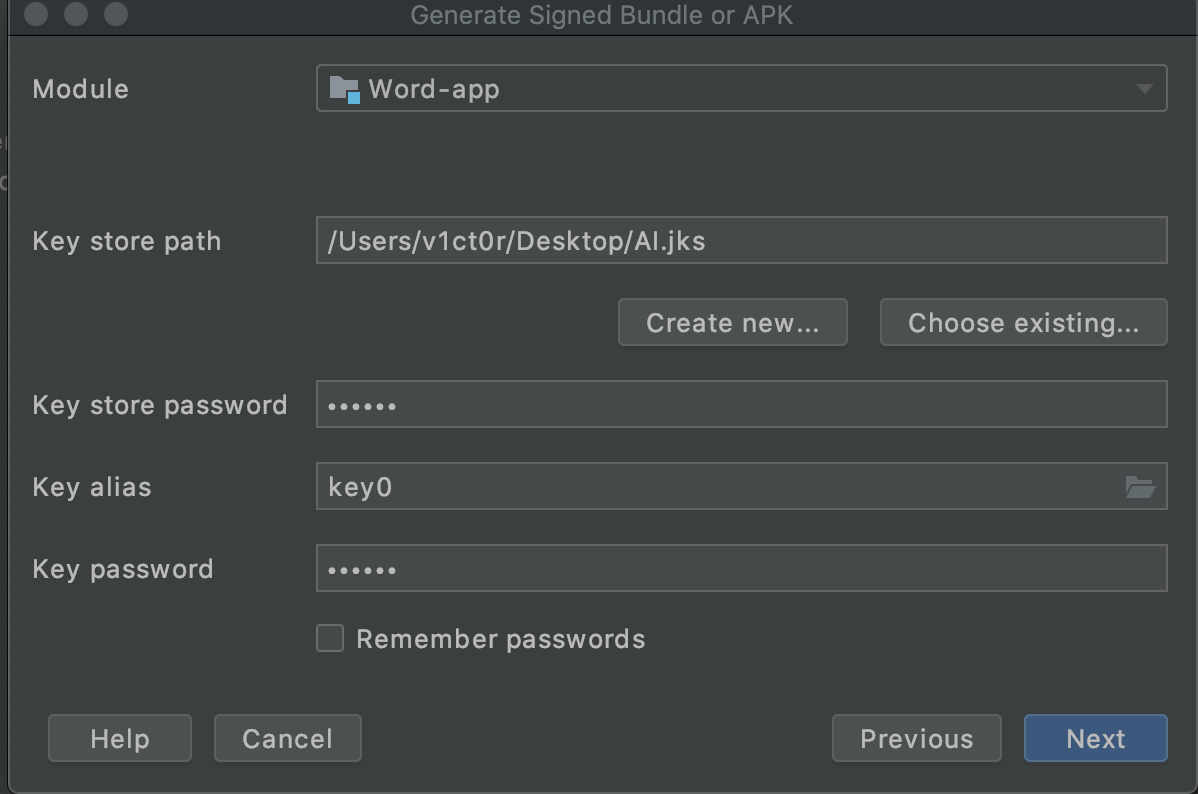 Generate Signed Bundle or APK
Module Word-app
Key store path /Users/v1ct0r/Desktop/AI.jks
Create new... Choose existing...
Key store password ••••••
Key alias key0
Key password ••••••
Remember passwords
Help Cancel Previous Next